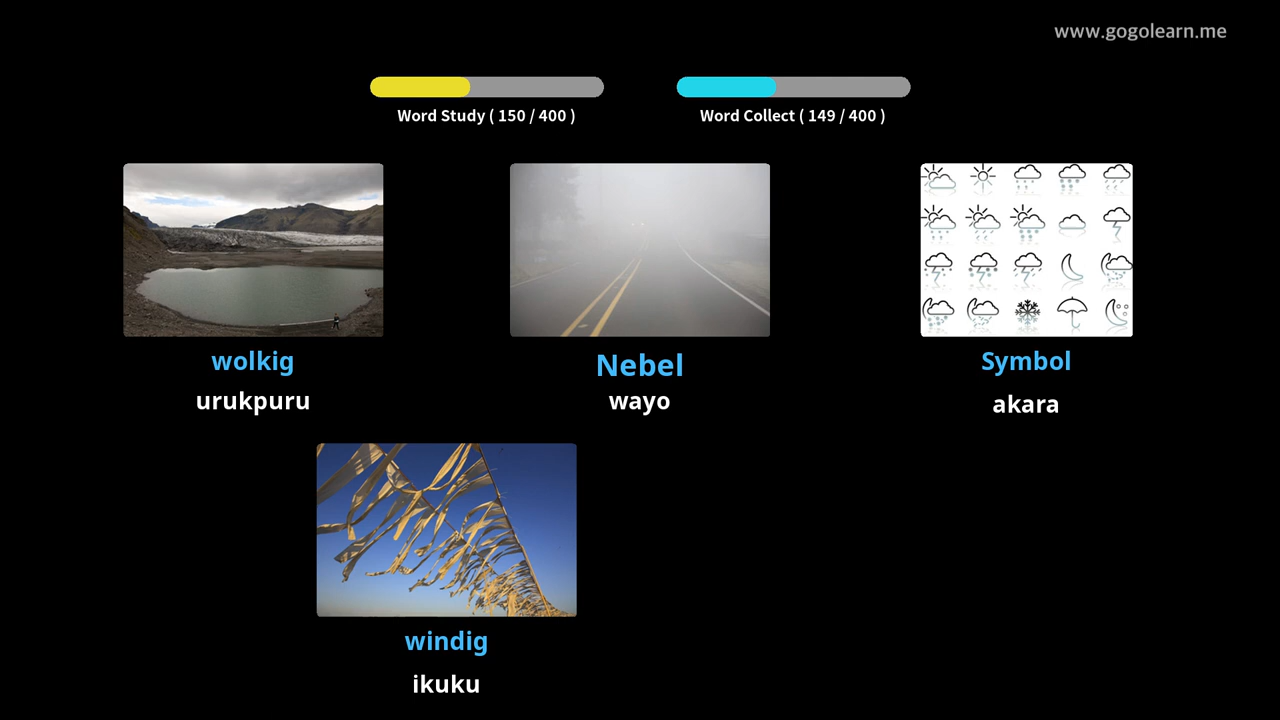 www.gogolearn.me
Word Study ( 150 / 400 )
Word Collect ( 149 / 400 )
wolkig
urukpuru
Nebel
wayo
Symbol
akara
windig
ikuku